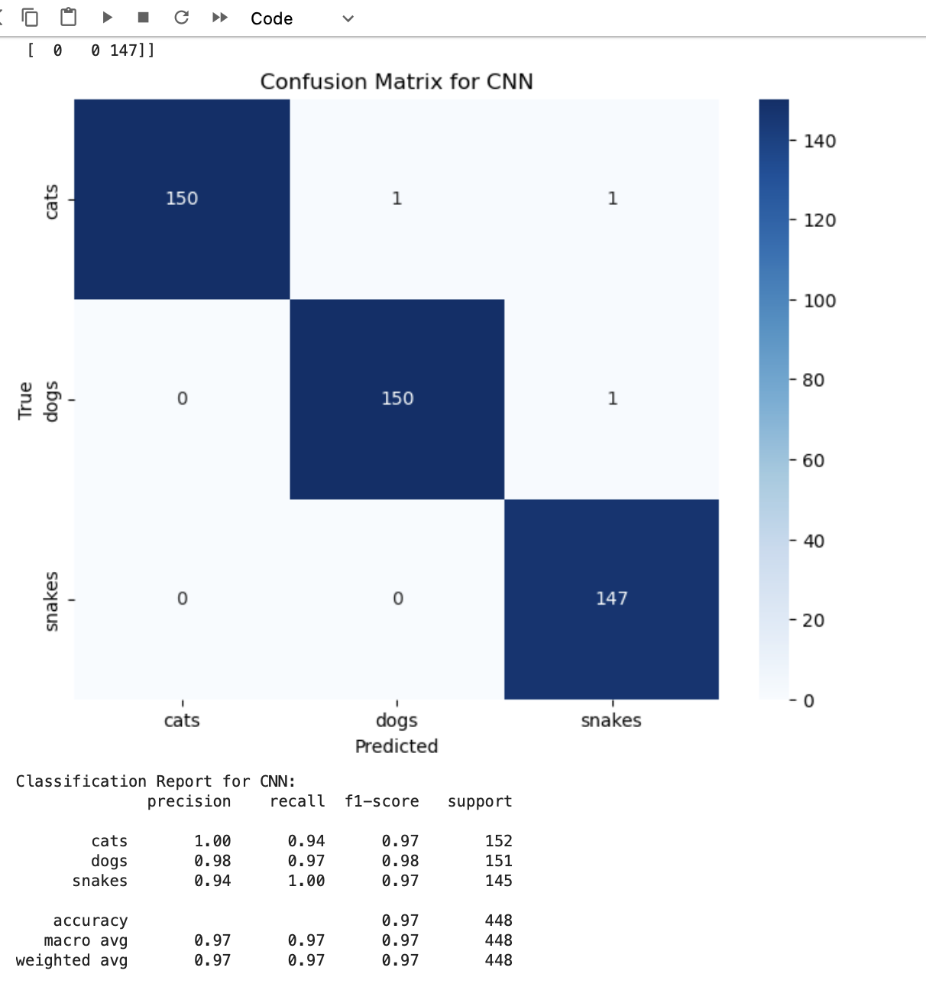 Code
[  0   0 147]]
Confusion Matrix for CNN
cats
150
1
1
140
120
100
80
60
40
20
0
True
dogs
0
150
1
snakes
0
0
147
cats
dogs
snakes
Predicted
Classification Report for CNN:
precision    recall  f1-score   support
cats       1.00      0.94      0.97       152
dogs       0.98      0.97      0.98       151
snakes       0.94      1.00      0.97       145
accuracy                           0.97       448
macro avg       0.97      0.97      0.97       448
weighted avg       0.97      0.97      0.97       448